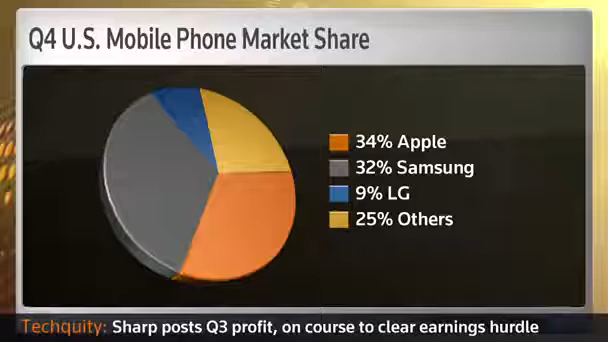 Q4 U.S. Mobile Phone Market Share
34% Apple
32% Samsung
9% LG
25% Others
Techquity: Sharp posts Q3 profit, on course to clear earnings hurdle